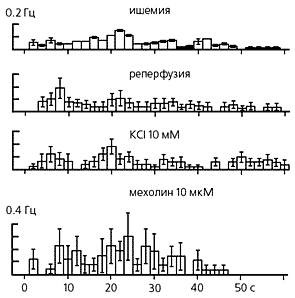 0.2 Гц
ишемия
реперфузия
KCl 10 мМ
мехолин 10 мкМ
0.4 Гц
0 10 20 30 40 50 с